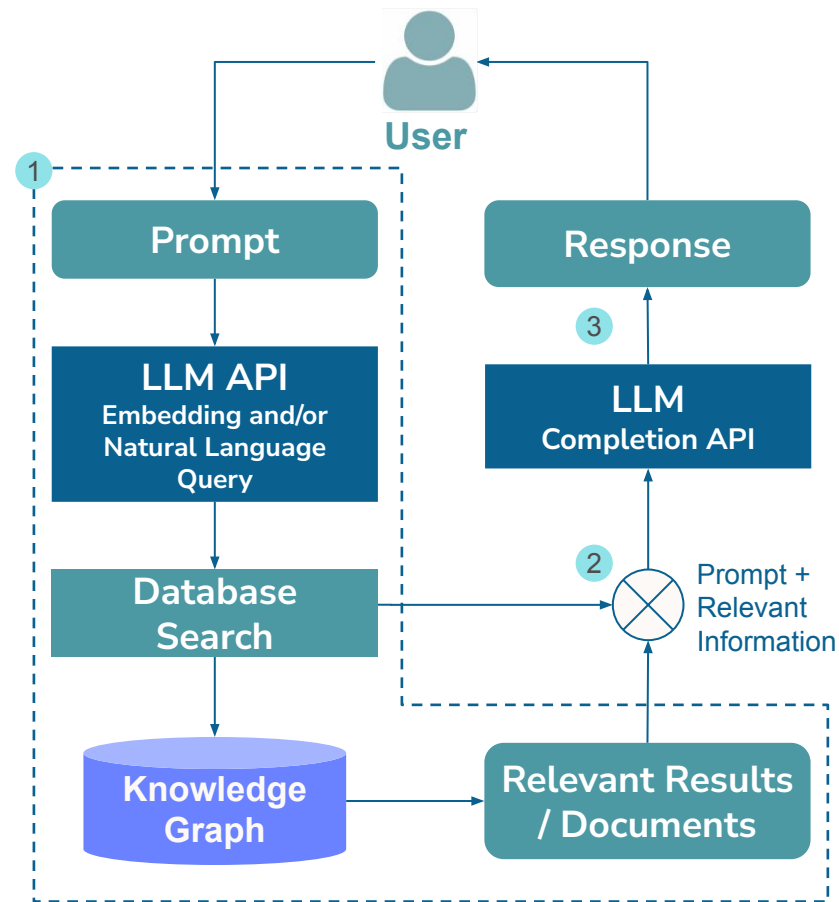 User
1
Prompt
LLM API
Embedding and/or
Natural Language
Query
Database
Search
Knowledge
Graph
Relevant Results
/ Documents
2
Prompt +
Relevant
Information
LLM
Completion API
3
Response